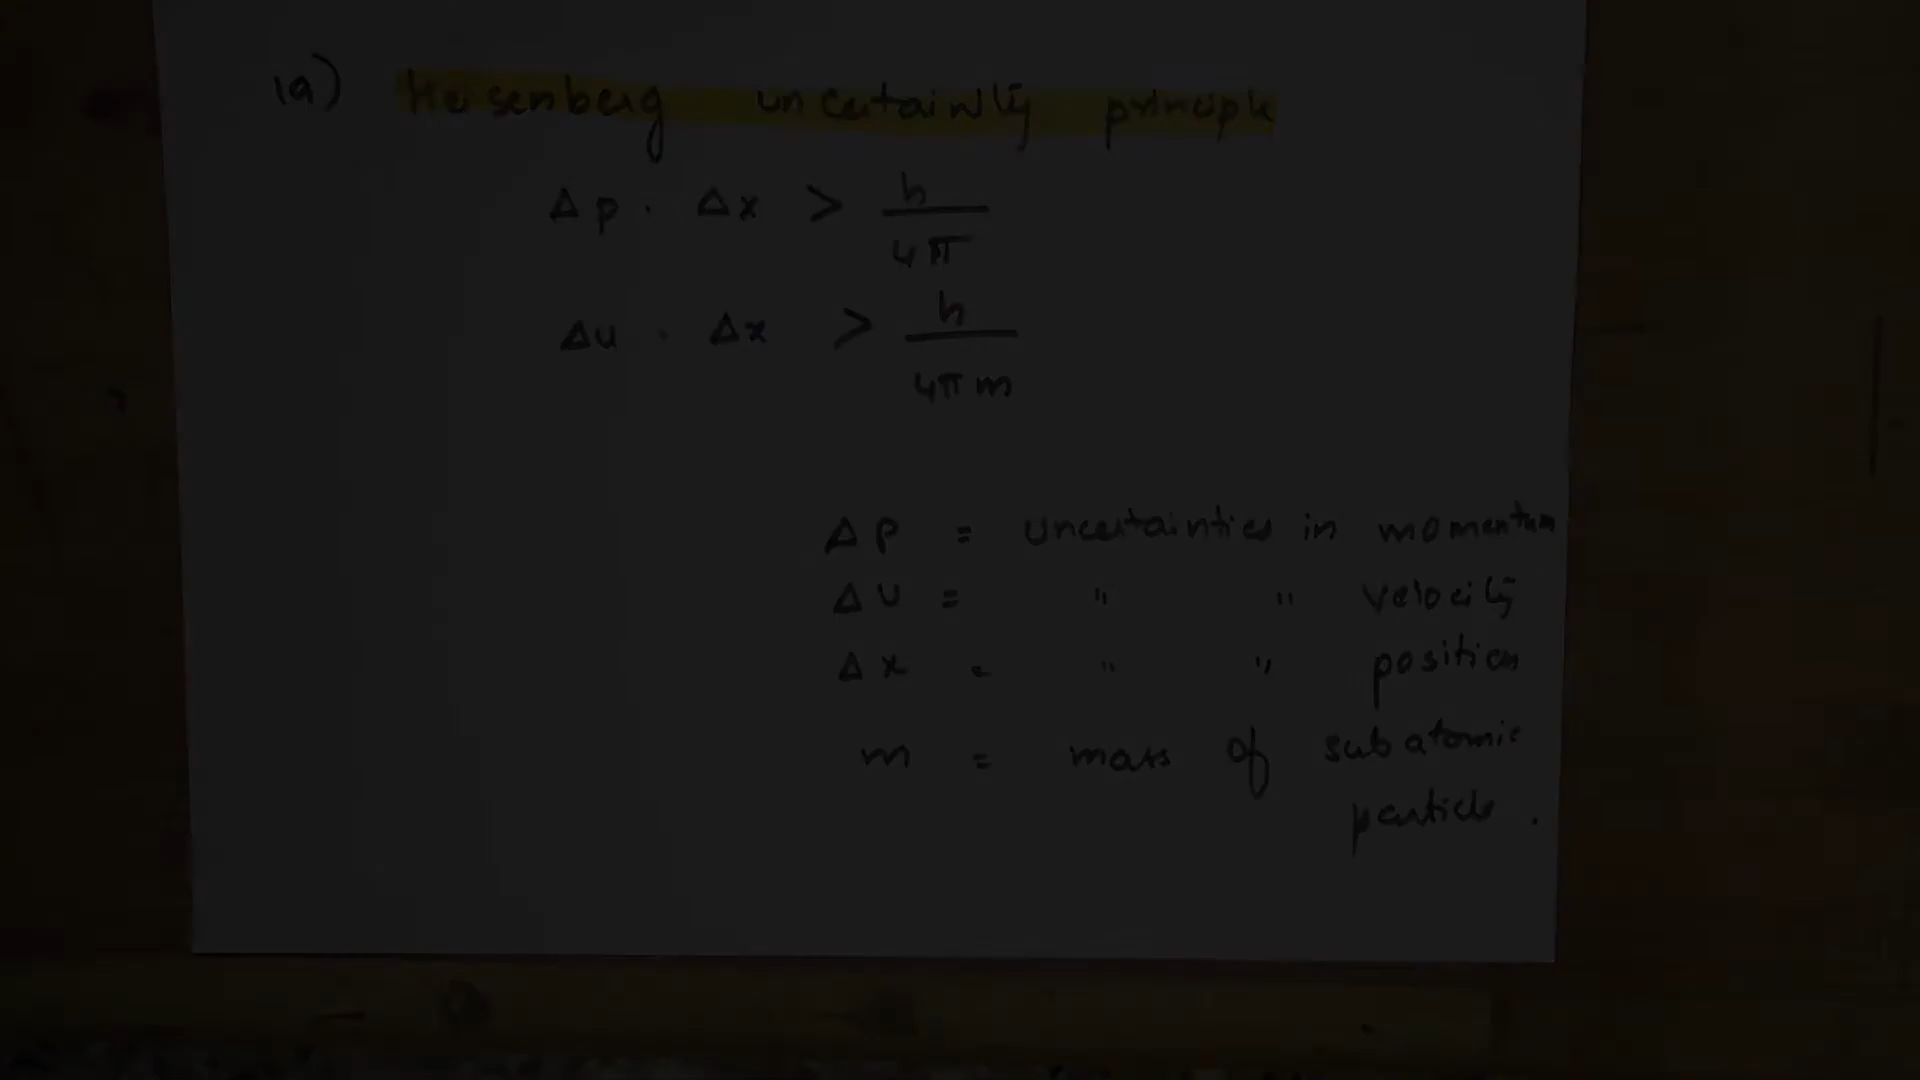 1a) Heisenberg uncertainity principle
Δp . Δx > h / 4π
Δu . Δx > h / 4πm
Δp = uncertainties in momentum
Δu = " " velocity
Δx = " " position
m = mass of subatomic
particle.